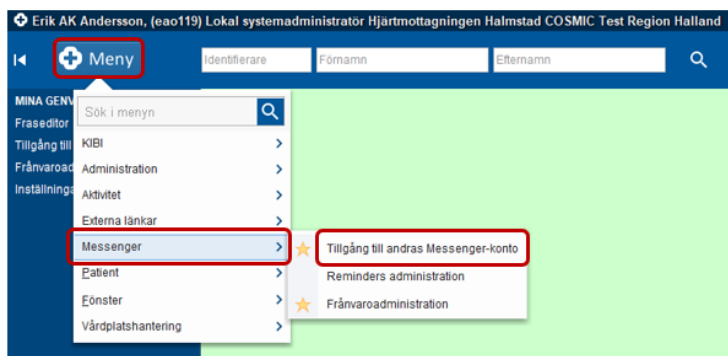 Erik AK Andersson, (eao119) Lokal systemadministratör Hjärtmottagningen Halmstad COSMIC Test Region Halland
Meny
Identifierare
Förnamn
Efternamn
MINA GENV
Fraseditor
Tillgång till
Frånvaroad
Inställninga
Sök i menyn
KIBI
Administration
Aktivitet
Externa länkar
Messenger
Patient
Fönster
Vårdplatshantering
Tillgång till andras Messenger-konto
Reminders administration
Frånvaroadministration